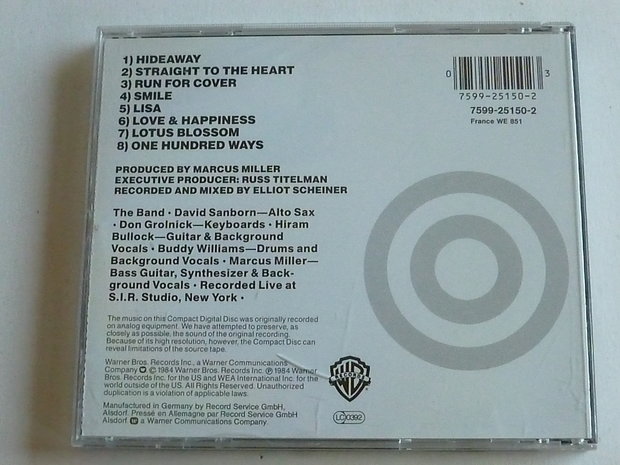 1) HIDEAWAY
2) STRAIGHT TO THE HEART
3) RUN FOR COVER
4) SMILE
5) LISA
6) LOVE & HAPPINESS
7) LOTUS BLOSSOM
8) ONE HUNDRED WAYS
0 3
7599-25150-2
7599-25150-2
France WE 851
PRODUCED BY MARCUS MILLER
EXECUTIVE PRODUCER: RUSS TITELMAN
RECORDED AND MIXED BY ELLIOT SCHEINER
The Band • David Sanborn—Alto Sax
• Don Grolnick—Keyboards • Hiram
Bullock—Guitar & Background
Vocals • Buddy Williams—Drums and
Background Vocals • Marcus Miller—
Bass Guitar, Synthesizer & Back-
ground Vocals • Recorded Live at
S.I.R. Studio, New York •
The music on this Compact Digital Disc was originally recorded
on analog equipment. We have attempted to preserve, as
closely as possible, the sound of the original recording.
Because of its high resolution, however, the Compact Disc can
reveal limitations of the source tape.
Warner Bros. Records Inc., a Warner Communications
Company © 1984 Warner Bros. Records Inc. ℗ 1984 Warner
Bros. Records Inc. for the US and WEA International Inc. for the
world outside of the US. All Rights Reserved. Unauthorized
duplication is a violation of applicable laws.
Manufactured in Germany by Record Service GmbH,
Alsdorf. Pressé en Allemagne par Record Service GmbH
Alsdorf a Warner Communications Company.
WB
RECORDS
LC 0392